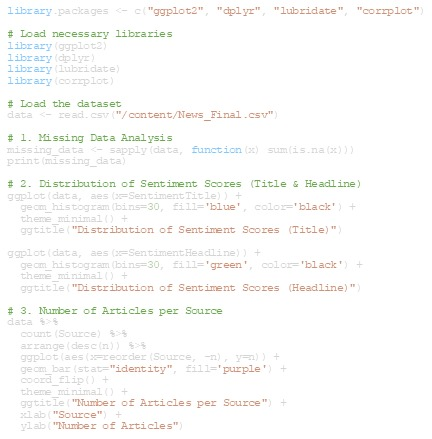 library.packages <- c("ggplot2", "dplyr", "lubridate", "corrplot")
# Load necessary libraries
library(ggplot2)
library(dplyr)
library(lubridate)
library(corrplot)
# Load the dataset
data <- read.csv("/content/News_Final.csv")
# 1. Missing Data Analysis
missing_data <- sapply(data, function(x) sum(is.na(x)))
print(missing_data)
# 2. Distribution of Sentiment Scores (Title & Headline)
ggplot(data, aes(x=SentimentTitle)) +
geom_histogram(bins=30, fill='blue', color='black') +
theme_minimal() +
ggtitle("Distribution of Sentiment Scores (Title)")
ggplot(data, aes(x=SentimentHeadline)) +
geom_histogram(bins=30, fill='green', color='black') +
theme_minimal() +
ggtitle("Distribution of Sentiment Scores (Headline)")
# 3. Number of Articles per Source
data %>%
count(Source) %>%
arrange(desc(n)) %>%
ggplot(aes(x=reorder(Source, -n), y=n)) +
geom_bar(stat="identity", fill='purple') +
coord_flip() +
theme_minimal() +
ggtitle("Number of Articles per Source") +
xlab("Source") +
ylab("Number of Articles")